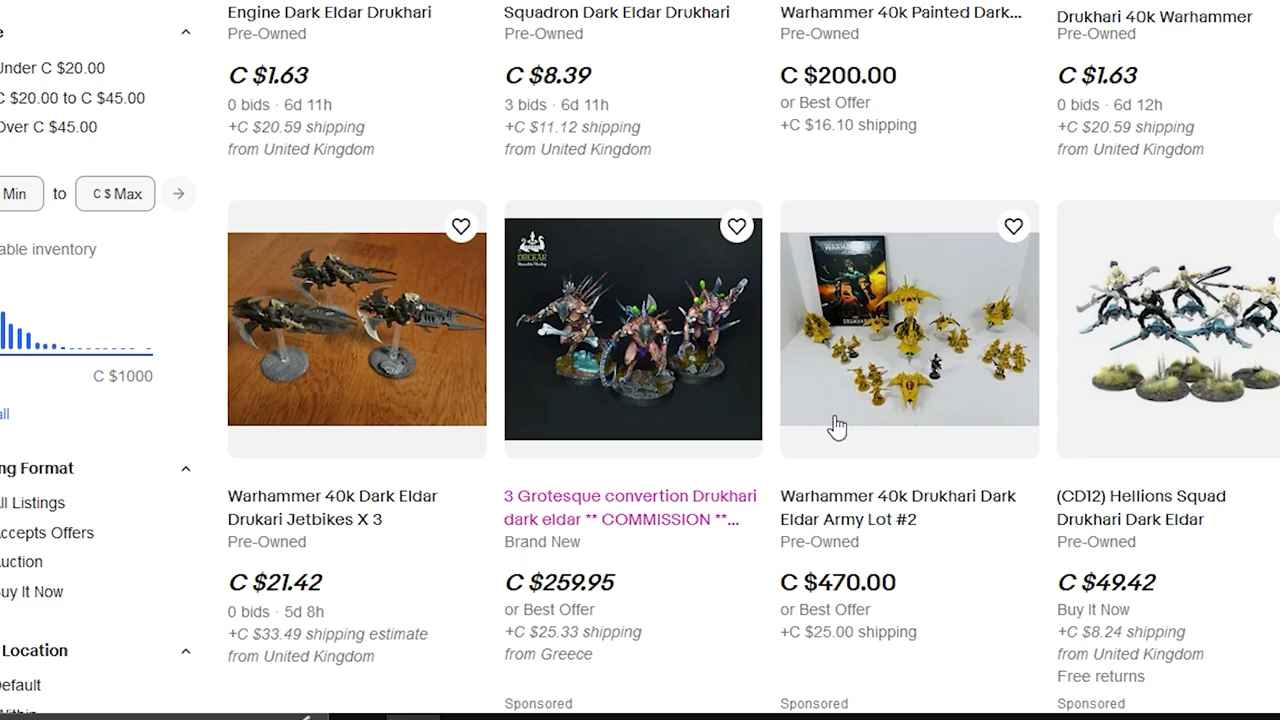 Under C $20.00
C $20.00 to C $45.00
Over C $45.00
Min
to
C $ Max
able inventory
C $1000
all
ng Format
All Listings
Accepts Offers
Auction
Buy It Now
Location
Default
Engine Dark Eldar Drukhari
Pre-Owned
C $1.63
0 bids · 6d 11h
+C $20.59 shipping
from United Kingdom
Squadron Dark Eldar Drukhari
Pre-Owned
C $8.39
3 bids · 6d 11h
+C $11.12 shipping
from United Kingdom
Warhammer 40k Painted Dark...
Pre-Owned
C $200.00
or Best Offer
+C $16.10 shipping
Drukhari 40k Warhammer
Pre-Owned
C $1.63
0 bids · 6d 12h
+C $20.59 shipping
from United Kingdom
Warhammer 40k Dark Eldar
Drukari Jetbikes X 3
Pre-Owned
C $21.42
0 bids · 5d 8h
+C $33.49 shipping estimate
from United Kingdom
DREKAR
3 Grotesque convertion Drukhari
dark eldar ** COMMISSION **...
Brand New
C $259.95
or Best Offer
+C $25.33 shipping
from Greece
Sponsored
WARHAMMER
DRUKHARI
Warhammer 40k Drukhari Dark
Eldar Army Lot #2
Pre-Owned
C $470.00
or Best Offer
+C $25.00 shipping
Sponsored
(CD12) Hellions Squad
Drukhari Dark Eldar
Pre-Owned
C $49.42
Buy It Now
+C $8.24 shipping
from United Kingdom
Free returns
Sponsored